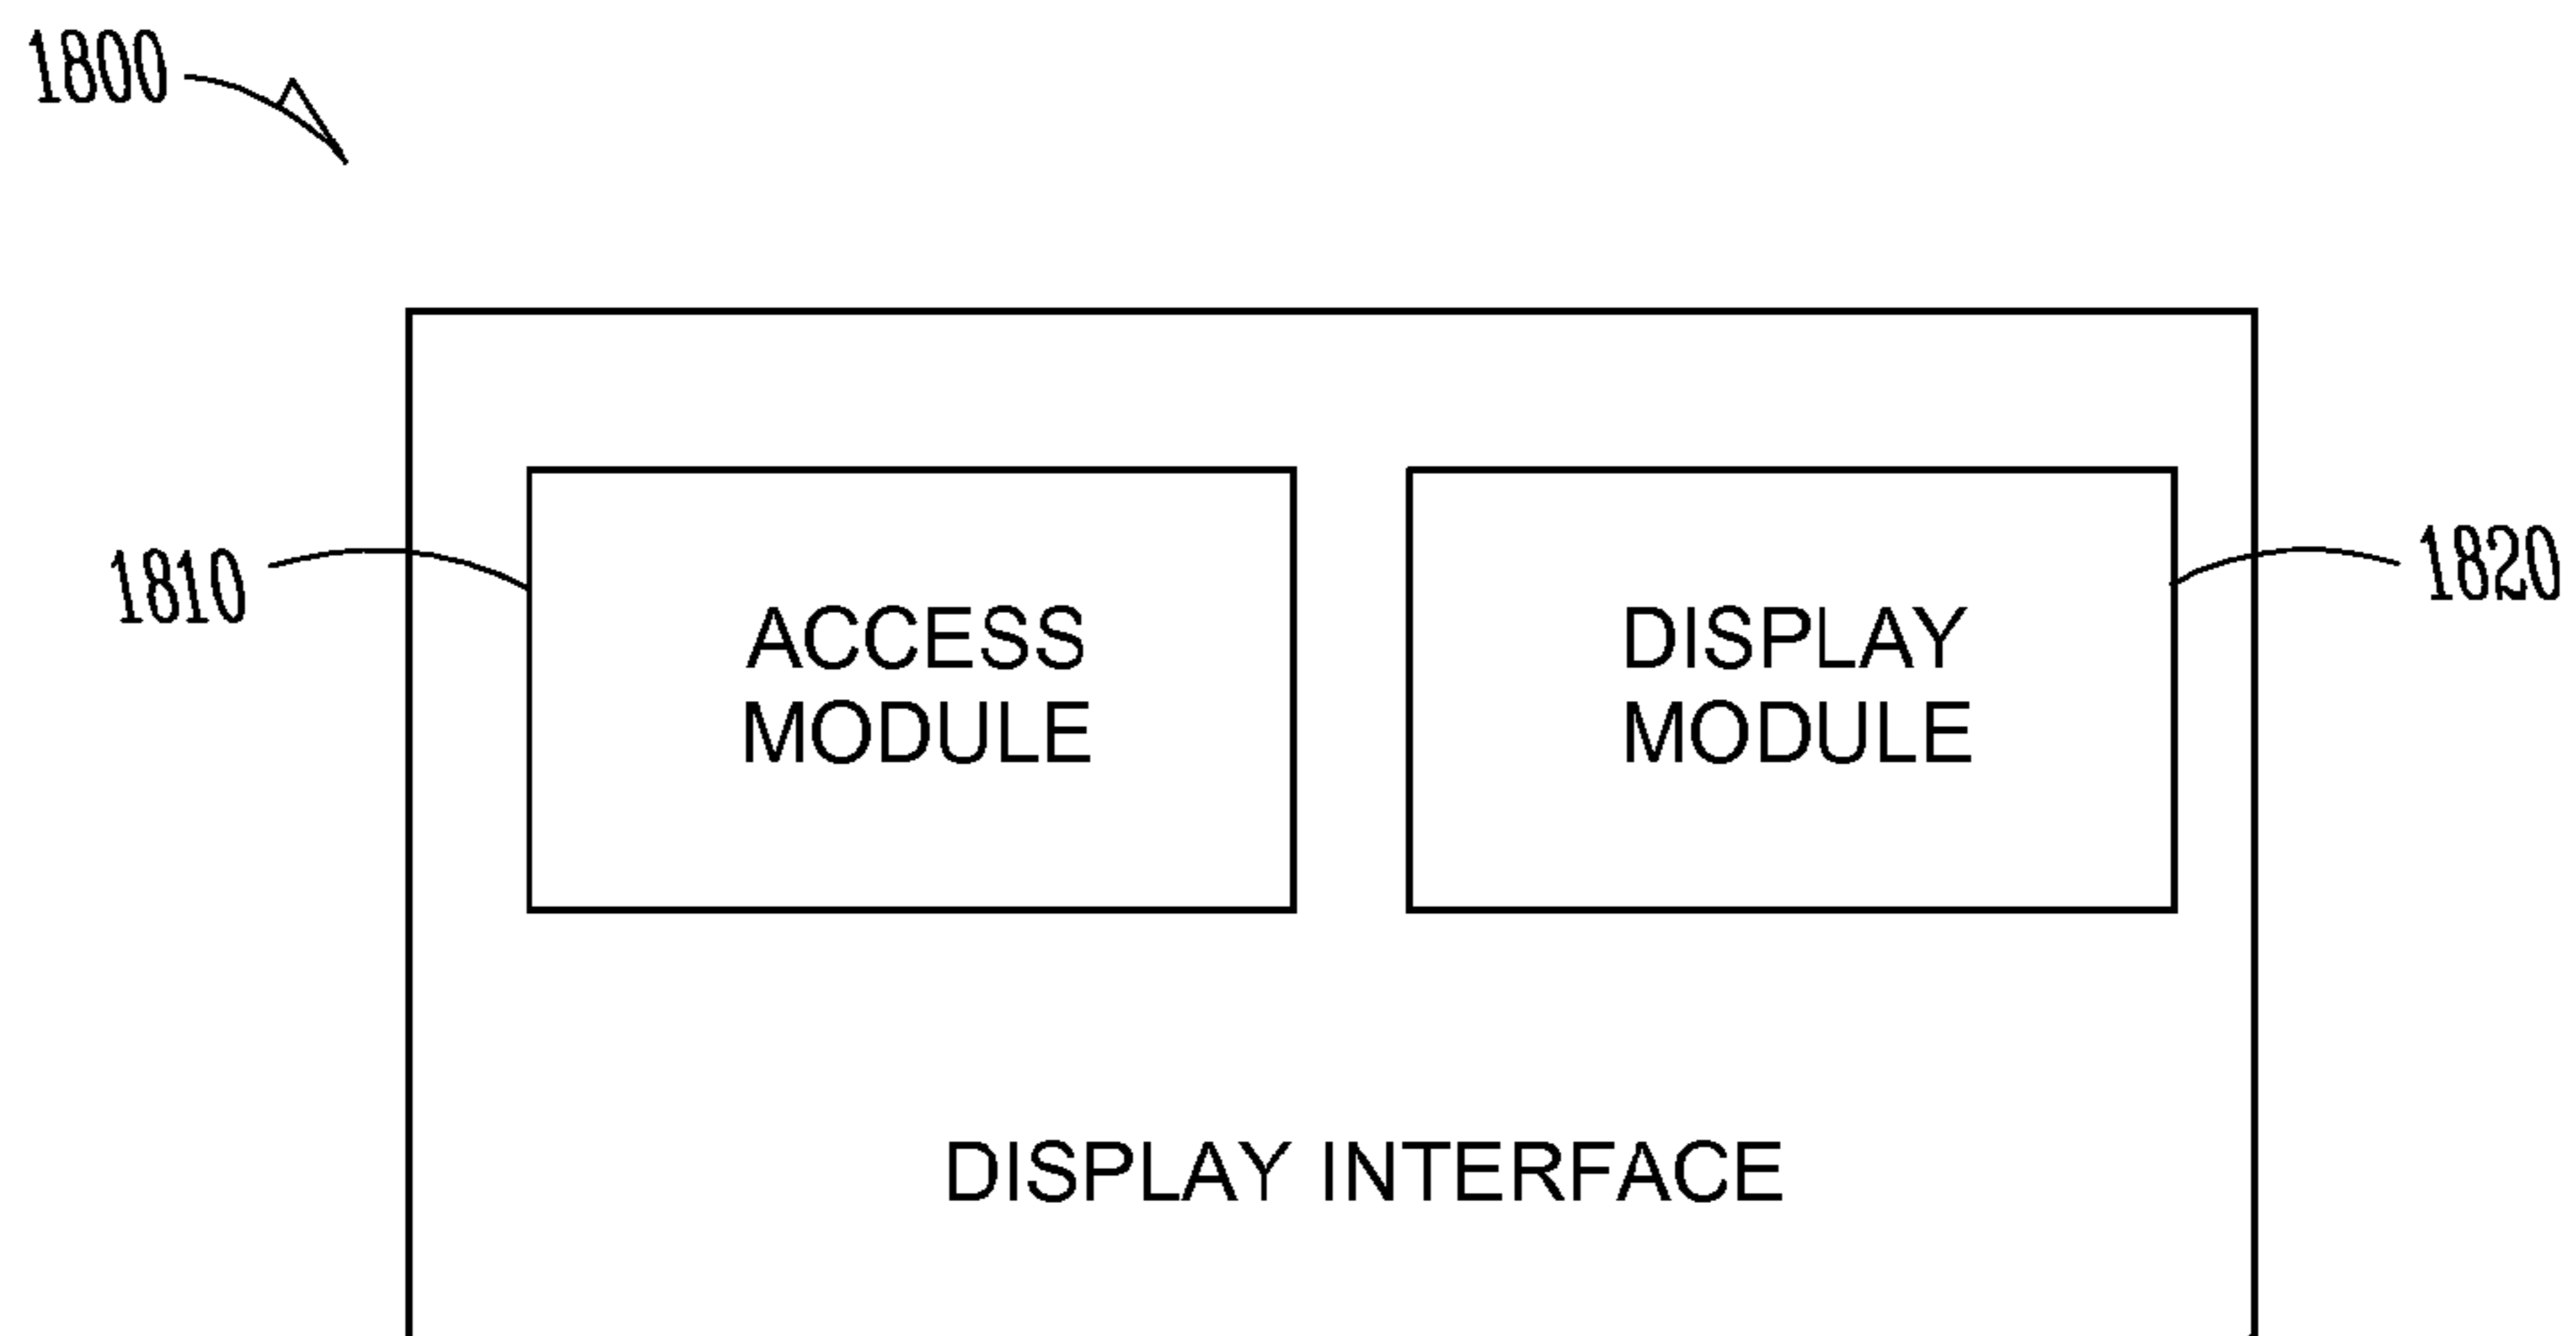 1800
1810
ACCESS
MODULE
DISPLAY
MODULE
1820
DISPLAY INTERFACE